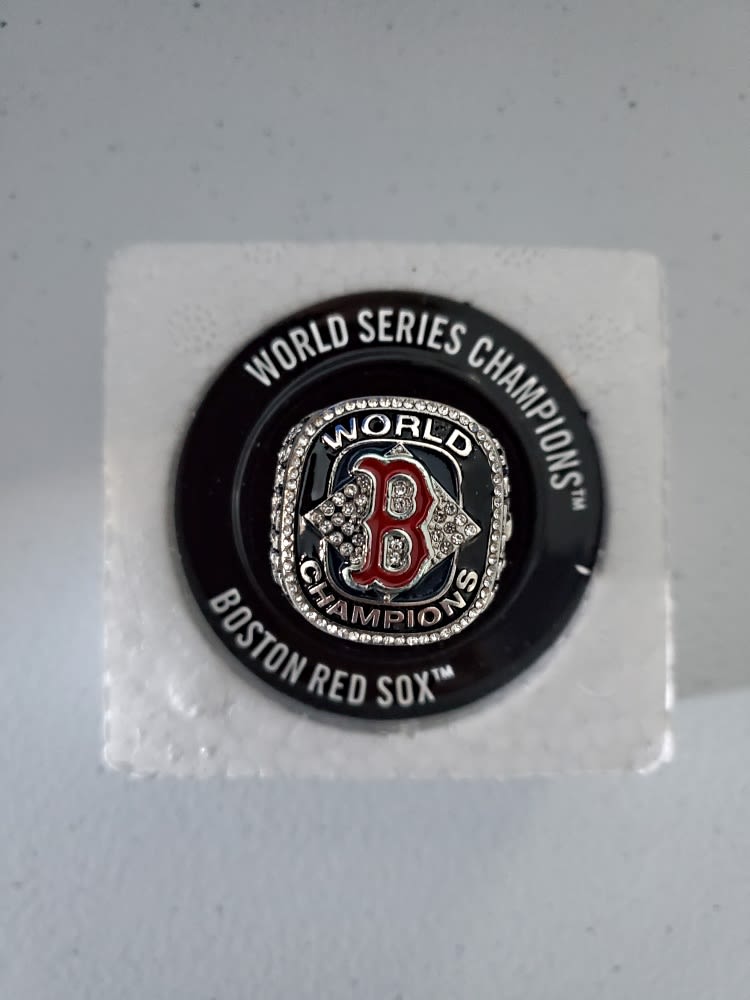 WORLD SERIES CHAMPIONS™
WORLD
B
CHAMPIONS
BOSTON RED SOX™